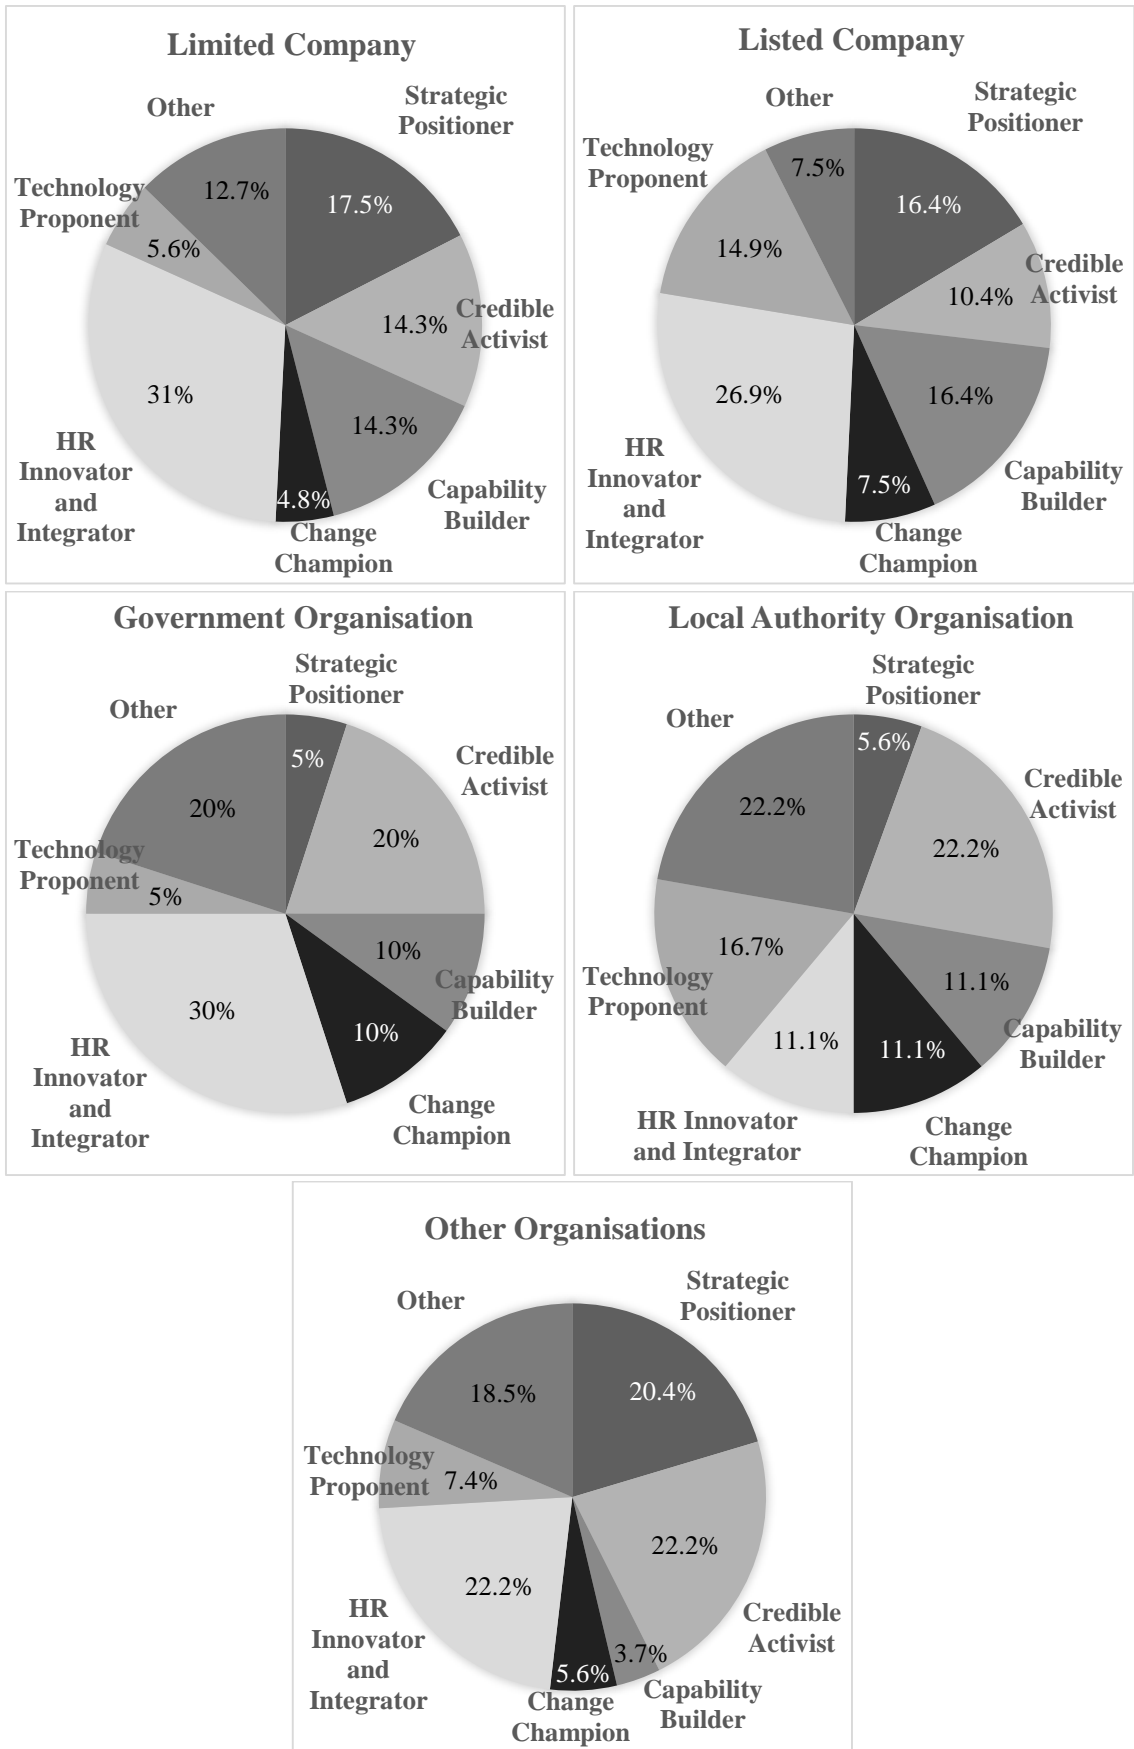 Limited Company
Other
Strategic
Positioner
Technology
Proponent
12.7%
17.5%
5.6%
14.3%
Credible
Activist
31%
14.3%
HR
Innovator
and
Integrator
4.8%
Capability
Builder
Change
Champion
Listed Company
Other
Strategic
Positioner
Technology
Proponent
7.5%
16.4%
14.9%
10.4%
Credible
Activist
26.9%
16.4%
HR
Innovator
and
Integrator
7.5%
Capability
Builder
Change
Champion
Government Organisation
Strategic
Positioner
Other
5%
Credible
Activist
20%
20%
Technology
Proponent
5%
10%
Capability
Builder
30%
10%
HR
Innovator
and
Integrator
Change
Champion
Local Authority Organisation
Strategic
Positioner
Other
5.6%
Credible
Activist
22.2%
22.2%
16.7%
Technology
Proponent
11.1%
Capability
Builder
11.1%
11.1%
HR Innovator
and Integrator
Change
Champion
Other Organisations
Other
Strategic
Positioner
18.5%
20.4%
Technology
Proponent
7.4%
22.2%
22.2%
HR
Innovator
and
Integrator
Credible
Activist
5.6%
3.7%
Change
Champion
Capability
Builder